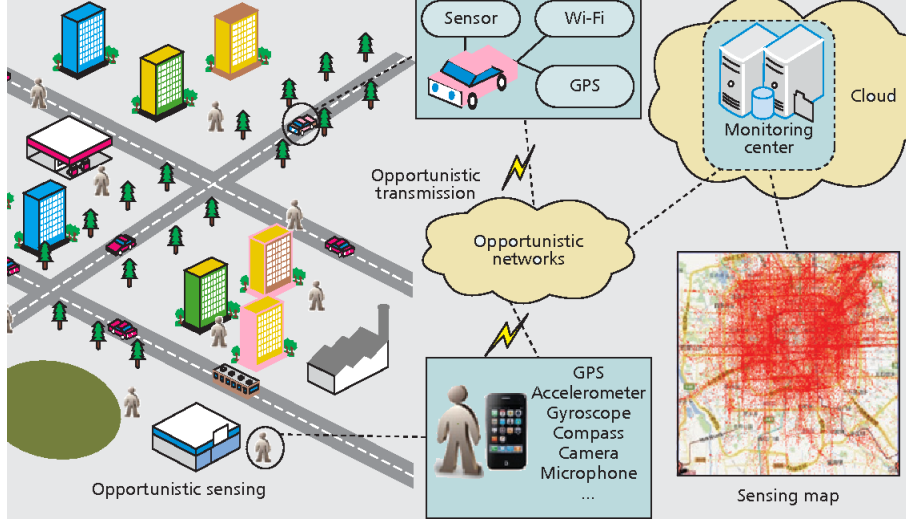 Sensor
Wi-Fi
GPS
Cloud
Monitoring
center
Opportunistic
transmission
Opportunistic
networks
GPS
Accelerometer
Gyroscope
Compass
Camera
Microphone
...
Opportunistic sensing
Sensing map